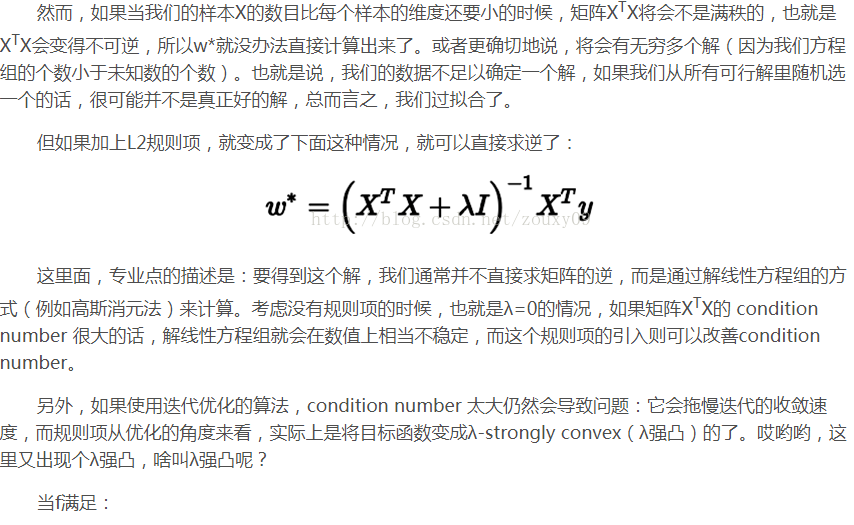 然而，如果当我们的样本X的数目比每个样本的维度还要小的时候，矩阵XᵀX将会不是满秩的，也就是
XᵀX会变得不可逆，所以w*就没办法直接计算出来了。或者更确切地说，将会有无穷多个解（因为我们方程
组的个数小于未知数的个数）。也就是说，我们的数据不足以确定一个解，如果我们从所有可行解里随机选
一个的话，很可能并不是真正好的解，总而言之，我们过拟合了。
但如果加上L2规则项，就变成了下面这种情况，就可以直接求逆了：
w* = (XᵀX + λI)⁻¹ Xᵀy
http://blog.csdn.net/zouxy09
这里面，专业点的描述是：要得到这个解，我们通常并不直接求矩阵的逆，而是通过解线性方程组的方
式（例如高斯消元法）来计算。考虑没有规则项的时候，也就是λ=0的情况，如果矩阵XᵀX的 condition
number 很大的话，解线性方程组就会在数值上相当不稳定，而这个规则项的引入则可以改善condition
number。
另外，如果使用迭代优化的算法，condition number 太大仍然会导致问题：它会拖慢迭代的收敛速
度，而规则项从优化的角度来看，实际上是将目标函数变成λ-strongly convex（λ强凸）的了。哎哟哟，这
里又出现个λ强凸，啥叫λ强凸呢？
当f满足：